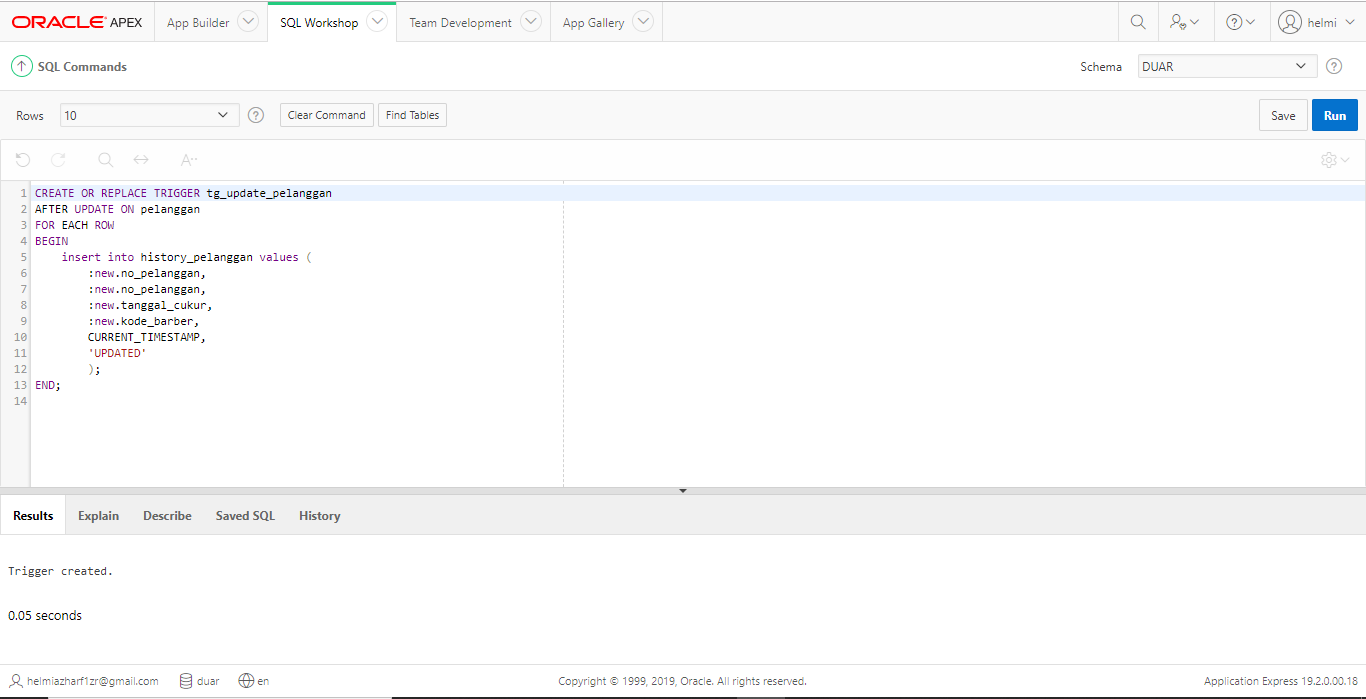 ORACLE APEX App Builder SQL Workshop Team Development App Gallery helmi
SQL Commands Schema DUAR
Rows 10 Clear Command Find Tables Save Run
A··
1 CREATE OR REPLACE TRIGGER tg_update_pelanggan
2 AFTER UPDATE ON pelanggan
3 FOR EACH ROW
4 BEGIN
5 insert into history_pelanggan values (
6 :new.no_pelanggan,
7 :new.no_pelanggan,
8 :new.tanggal_cukur,
9 :new.kode_barber,
10 CURRENT_TIMESTAMP,
11 'UPDATED'
12 );
13 END;
14
Results Explain Describe Saved SQL History
Trigger created.
0.05 seconds
helmiazharf1zr@gmail.com duar en Copyright © 1999, 2019, Oracle. All rights reserved. Application Express 19.2.0.00.18